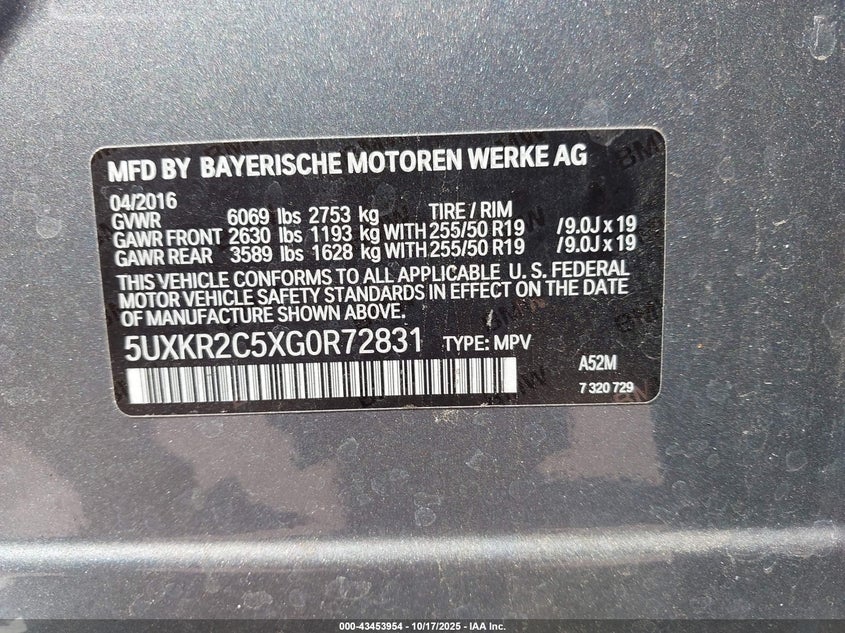 MFD BY BAYERISCHE MOTOREN WERKE AG
04/2016
GVWR 6069 lbs 2753 kg TIRE / RIM
GAWR FRONT 2630 lbs 1193 kg WITH 255/50 R19 /9.0J x 19
GAWR REAR 3589 lbs 1628 kg WITH 255/50 R19 /9.0J x 19
THIS VEHICLE CONFORMS TO ALL APPLICABLE U. S. FEDERAL
MOTOR VEHICLE SAFETY STANDARDS IN EFFECT ON THE DATE
OF MANUFACTURE SHOWN ABOVE.
5UXKR2C5XG0R72831 TYPE: MPV
A52M
7 320 729
BMW
000-43453954 - 10/17/2025 - IAA Inc.